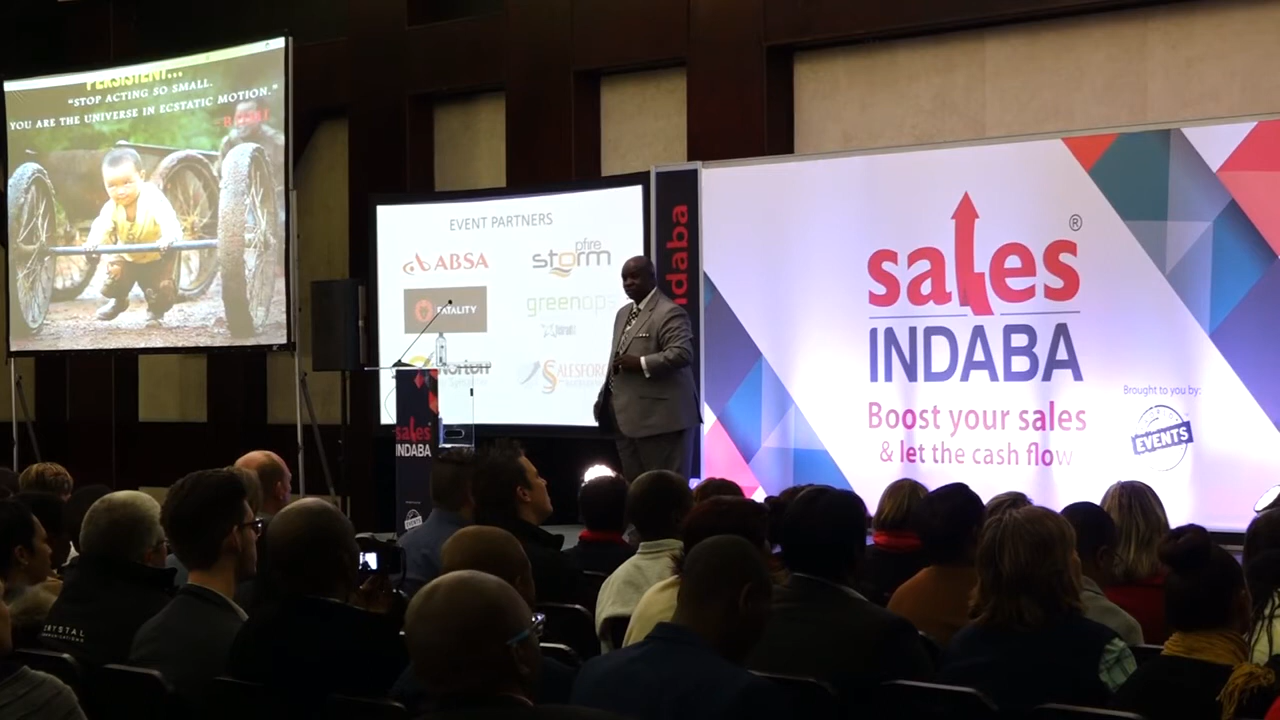 PERSISTENT...
"STOP ACTING SO SMALL.
YOU ARE THE UNIVERSE IN ECSTATIC MOTION."
EVENT PARTNERS
ABSA
pfire
storm
FATALITY
greenop
norton
SALESFORC
indaba
sales
INDABA
sales ®
INDABA
Boost your sales
& let the cash flow
Brought to you by:
EVENTS
CRYSTAL